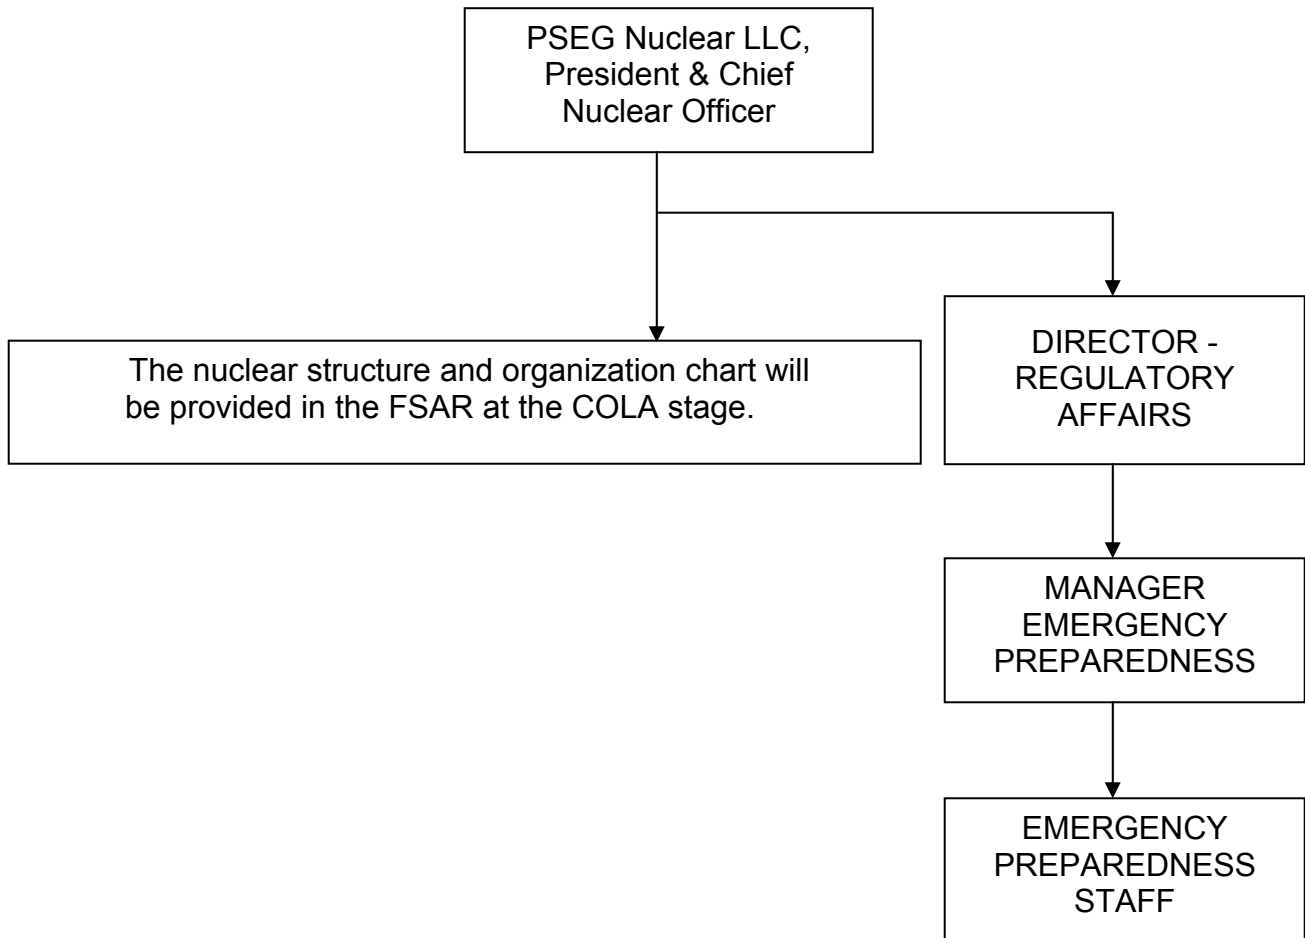 PSEG Nuclear LLC,
President & Chief
Nuclear Officer
The nuclear structure and organization chart will
be provided in the FSAR at the COLA stage.
DIRECTOR -
REGULATORY
AFFAIRS
MANAGER
EMERGENCY
PREPAREDNESS
EMERGENCY
PREPAREDNESS
STAFF